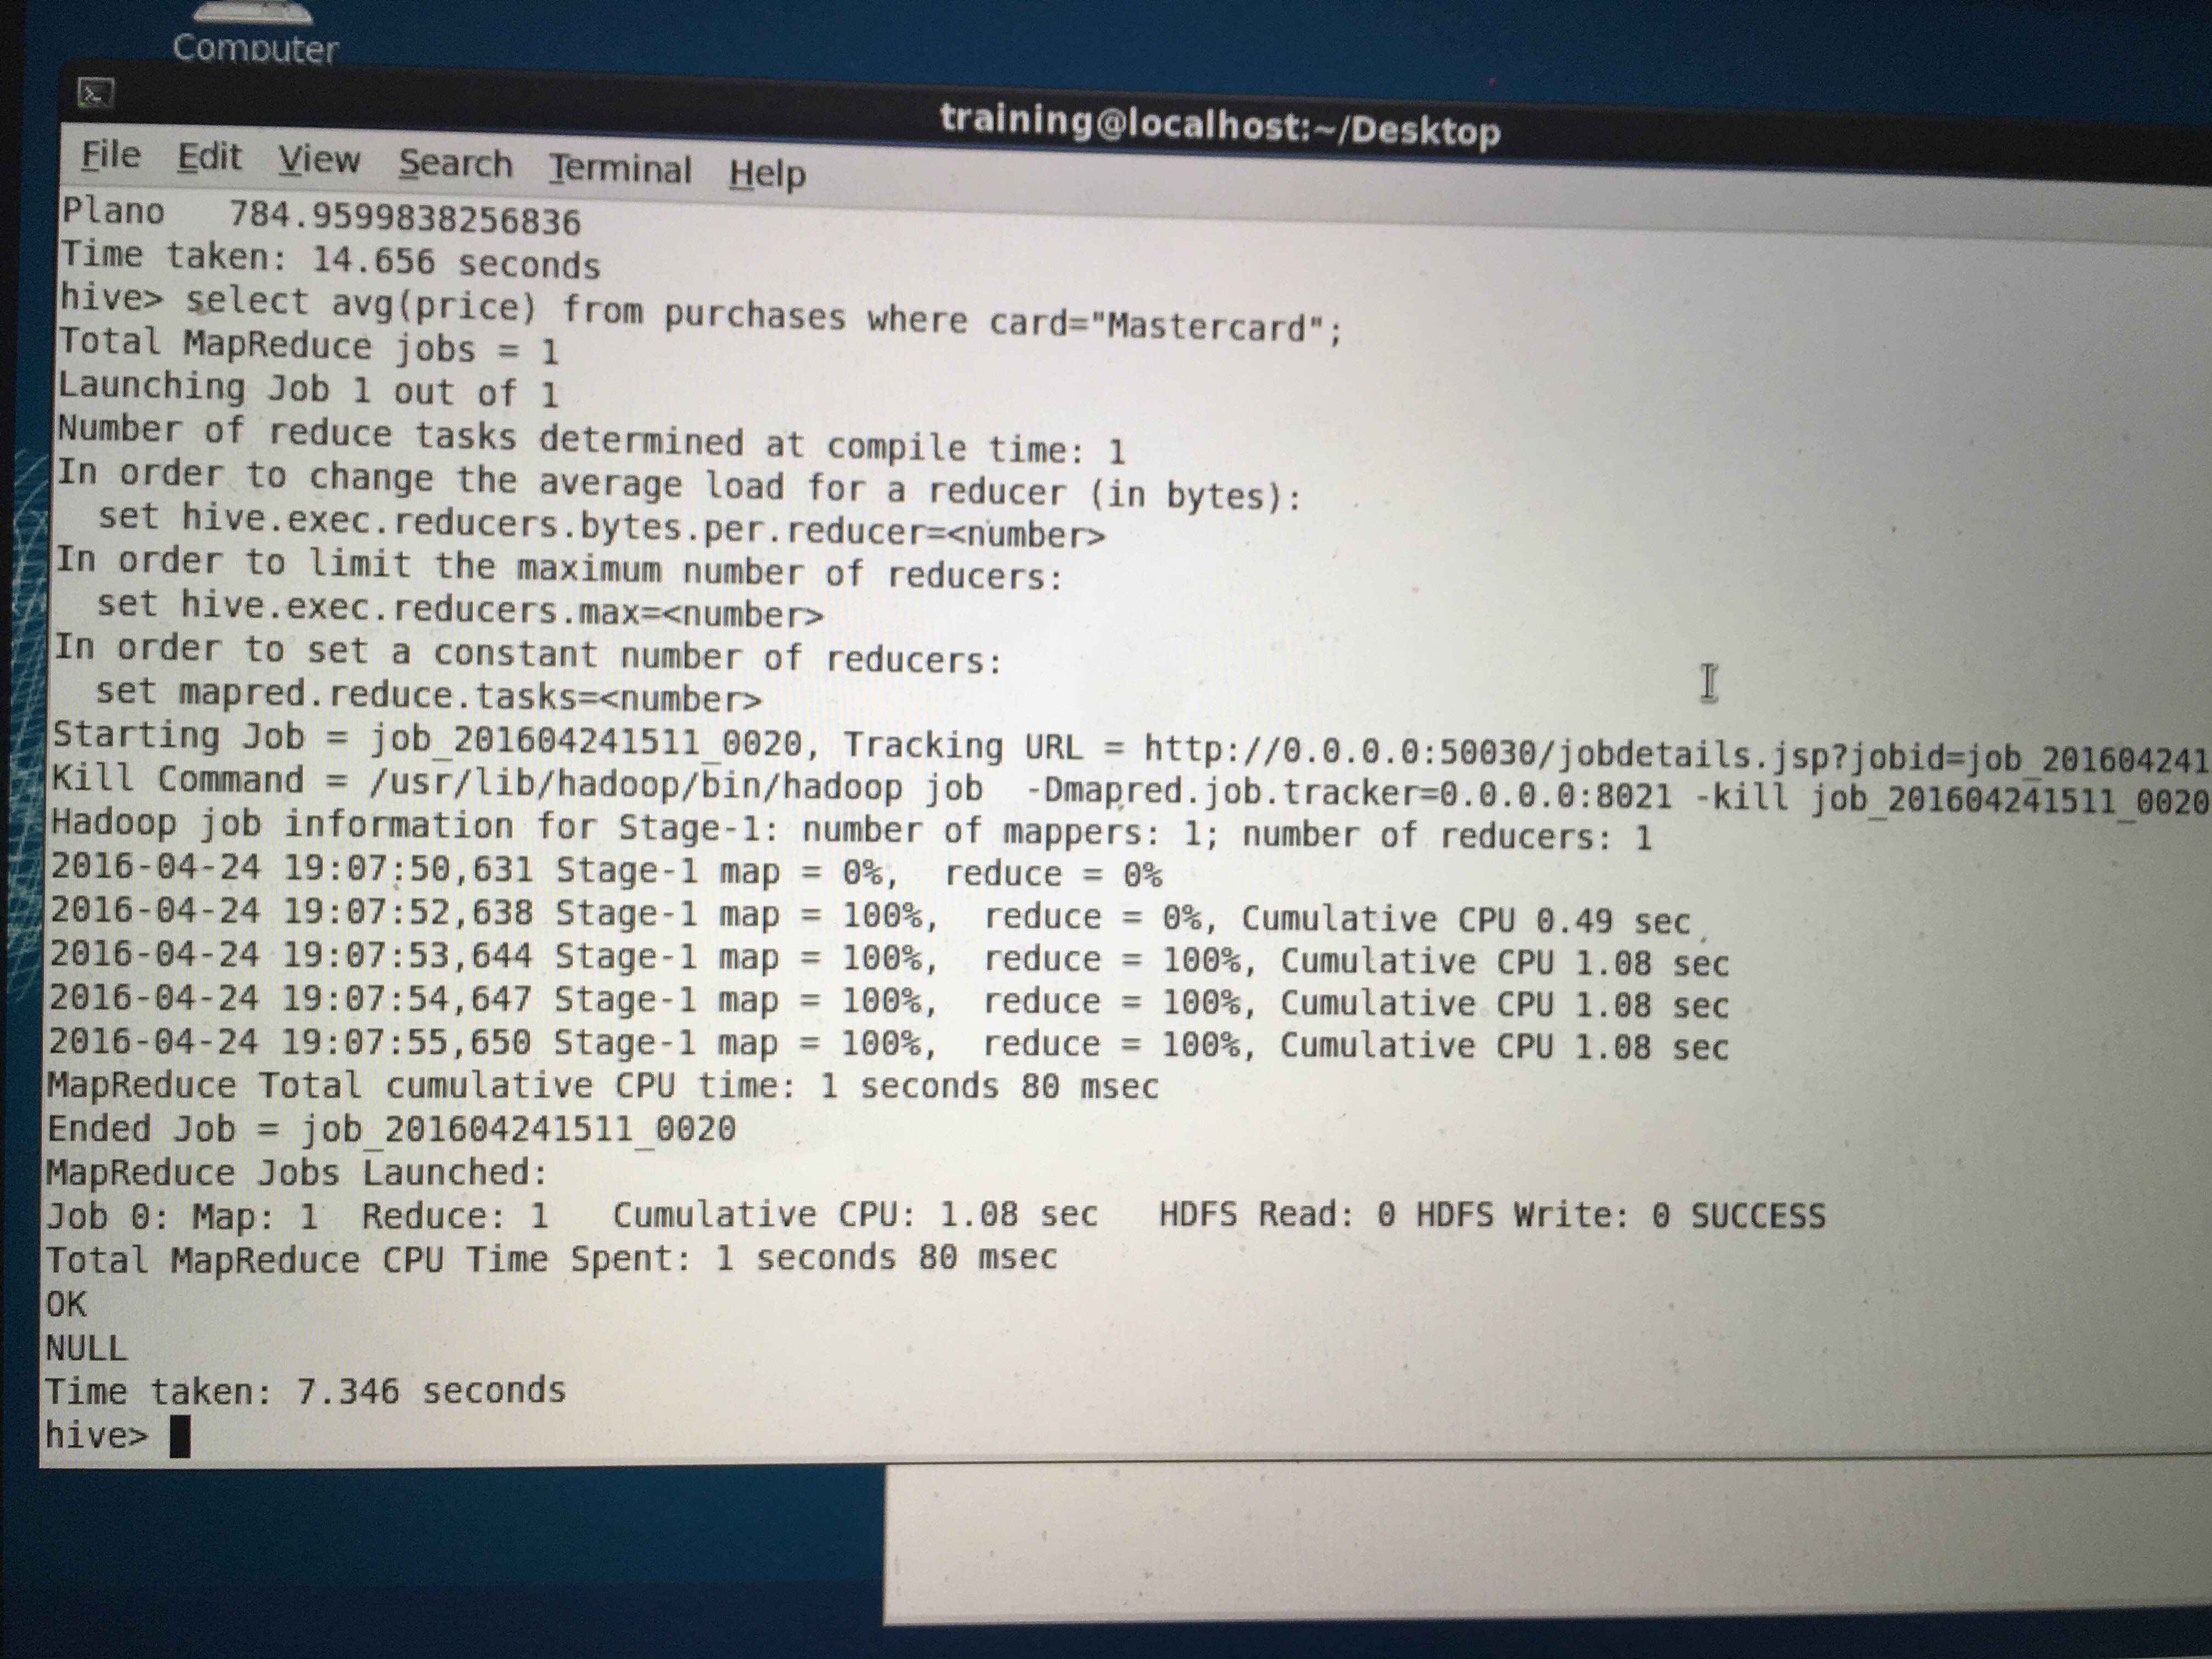 Computer
training@localhost:~/Desktop
File Edit View Search Terminal Help
Plano 784.9599838256836
Time taken: 14.656 seconds
hive> select avg(price) from purchases where card="Mastercard";
Total MapReduce jobs = 1
Launching Job 1 out of 1
Number of reduce tasks determined at compile time: 1
In order to change the average load for a reducer (in bytes):
  set hive.exec.reducers.bytes.per.reducer=<number>
In order to limit the maximum number of reducers:
  set hive.exec.reducers.max=<number>
In order to set a constant number of reducers:
  set mapred.reduce.tasks=<number>
Starting Job = job_201604241511_0020, Tracking URL = http://0.0.0.0:50030/jobdetails.jsp?jobid=job_201604241
Kill Command = /usr/lib/hadoop/bin/hadoop job  -Dmapred.job.tracker=0.0.0.0:8021 -kill job_201604241511_0020
Hadoop job information for Stage-1: number of mappers: 1; number of reducers: 1
2016-04-24 19:07:50,631 Stage-1 map = 0%,  reduce = 0%
2016-04-24 19:07:52,638 Stage-1 map = 100%,  reduce = 0%, Cumulative CPU 0.49 sec
2016-04-24 19:07:53,644 Stage-1 map = 100%,  reduce = 100%, Cumulative CPU 1.08 sec
2016-04-24 19:07:54,647 Stage-1 map = 100%,  reduce = 100%, Cumulative CPU 1.08 sec
2016-04-24 19:07:55,650 Stage-1 map = 100%,  reduce = 100%, Cumulative CPU 1.08 sec
MapReduce Total cumulative CPU time: 1 seconds 80 msec
Ended Job = job_201604241511_0020
MapReduce Jobs Launched:
Job 0: Map: 1  Reduce: 1   Cumulative CPU: 1.08 sec   HDFS Read: 0 HDFS Write: 0 SUCCESS
Total MapReduce CPU Time Spent: 1 seconds 80 msec
OK
NULL
Time taken: 7.346 seconds
hive>